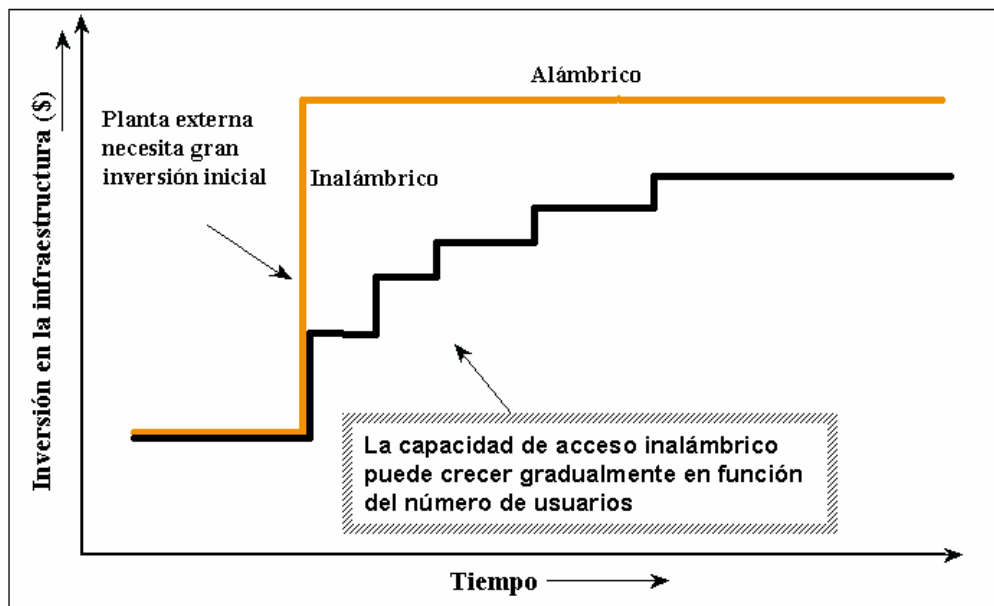 Alámbrico
Planta externa
necesita gran
inversión inicial
Inalámbrico
Inversión en la infraestructura ($)
La capacidad de acceso inalámbrico
puede crecer gradualmente en función
del número de usuarios
Tiempo